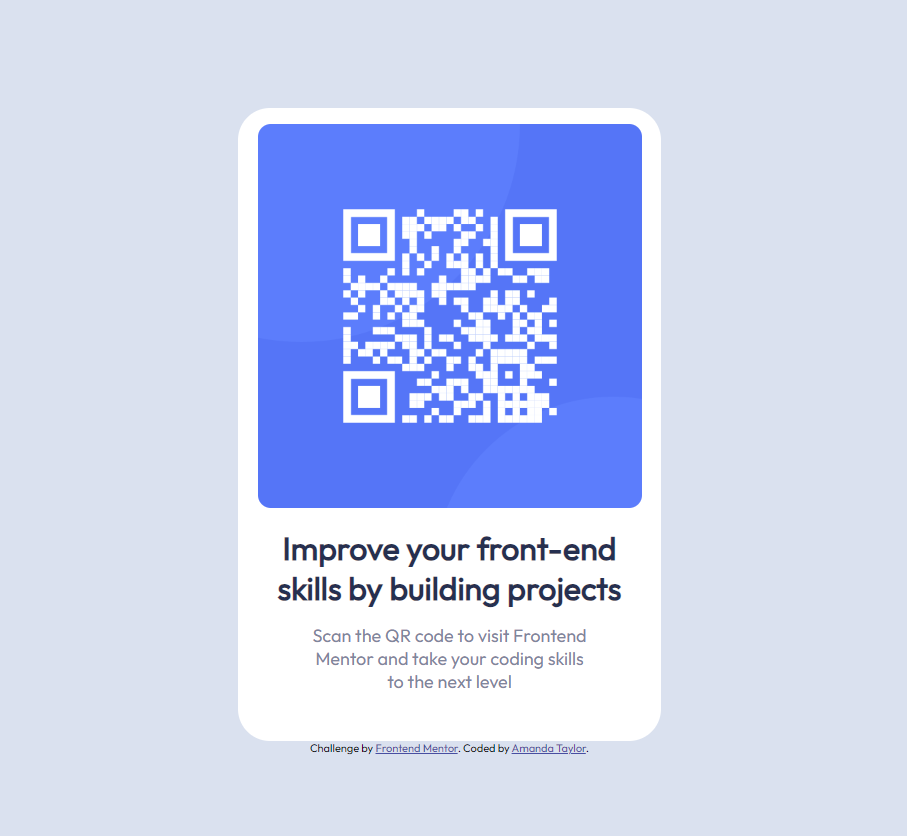 Improve your front-end
skills by building projects
Scan the QR code to visit Frontend
Mentor and take your coding skills
to the next level
Challenge by Frontend Mentor. Coded by Amanda Taylor.